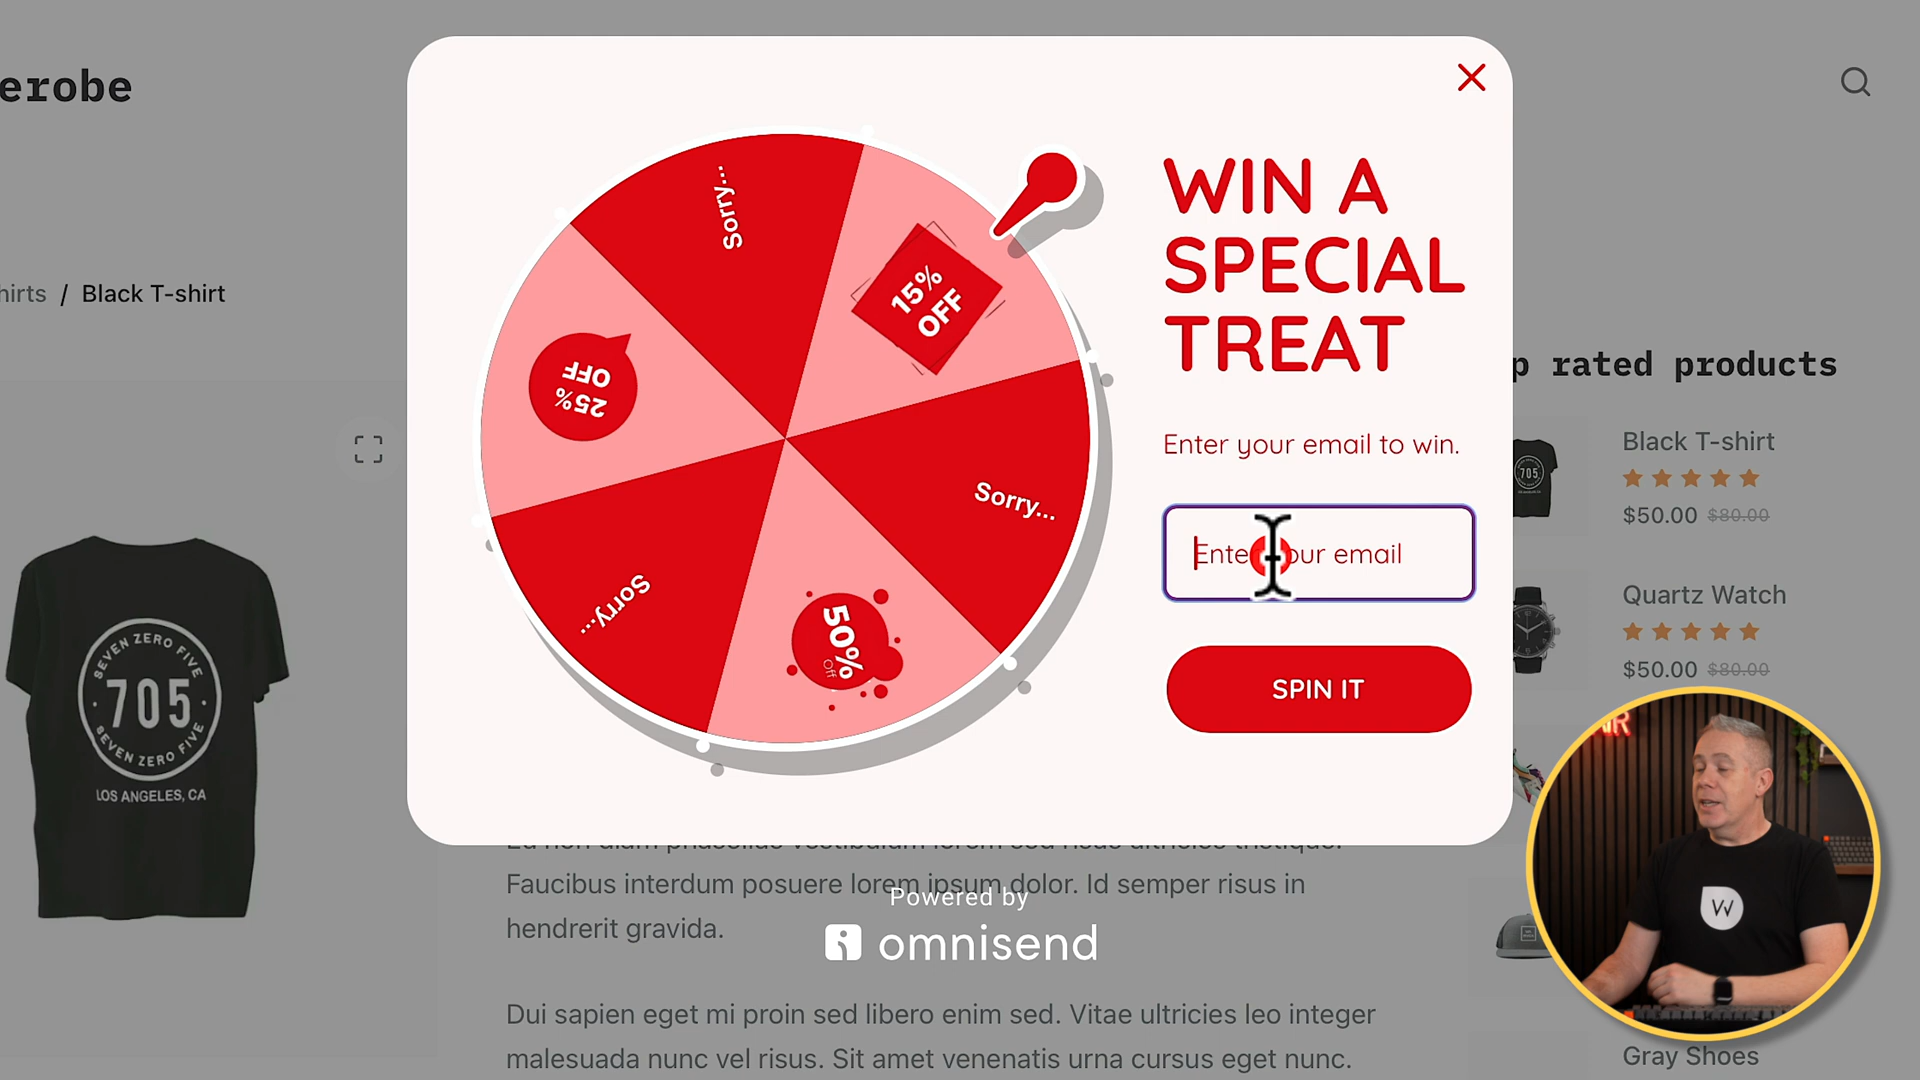 erobe
hirts / Black T-shirt
SEVEN ZERO FIVE
705
SEVEN ZERO FIVE
LOS ANGELES, CA
Sorry...
15%
OFF
25%
OFF
Sorry...
Sorry...
50%
Off
WIN A
SPECIAL
TREAT
Enter your email to win.
Enter your email
SPIN IT
p rated products
Black T-shirt
$50.00 $80.00
705
Quartz Watch
$50.00 $80.00
Faucibus interdum posuere lorem ipsum dolor. Id semper risus in
hendrerit gravida.
Powered by
omnisend
Dui sapien eget mi proin sed libero enim sed. Vitae ultricies leo integer
malesuada nunc vel risus. Sit amet venenatis urna cursus eget nunc.
Gray Shoes
W